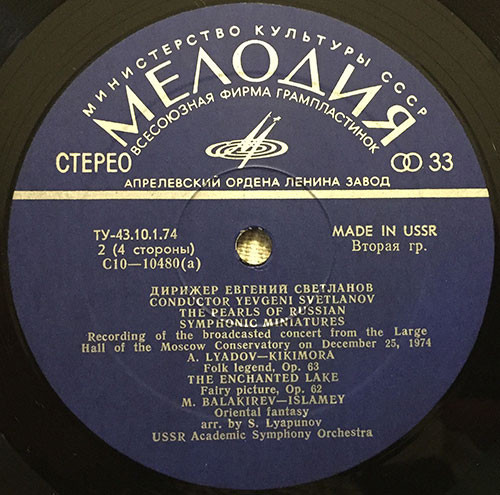 МИНИСТЕРСТВО КУЛЬТУРЫ СССР
МЕЛОДИЯ
ВСЕСОЮЗНАЯ ФИРМА ГРАМПЛАСТИНОК
СТЕРЕО
33
АПРЕЛЕВСКИЙ ОРДЕНА ЛЕНИНА ЗАВОД
ТУ-43.10.1.74
2 (4 стороны)
С10—10480(а)
MADE IN USSR
Вторая гр.
ДИРИЖЕР ЕВГЕНИЙ СВЕТЛАНОВ
CONDUCTOR YEVGENI SVETLANOV
THE PEARLS OF RUSSIAN
SYMPHONIC MINIATURES
Recording of the broadcasted concert from the Large
Hall of the Moscow Conservatory on December 25, 1974
A. LYADOV—KIKIMORA
Folk legend, Op. 63
THE ENCHANTED LAKE
Fairy picture, Op. 62
M. BALAKIREV—ISLAMEY
Oriental fantasy
arr. by S. Lyapunov
USSR Academic Symphony Orchestra